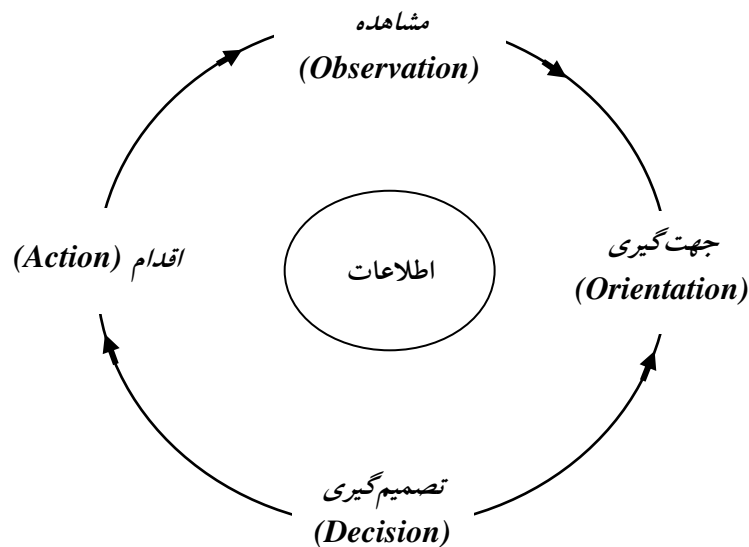 مشاهده
(Observation)
جهت‌گیری
(Orientation)
اقدام (Action)
اطلاعات
تصمیم‌گیری
(Decision)